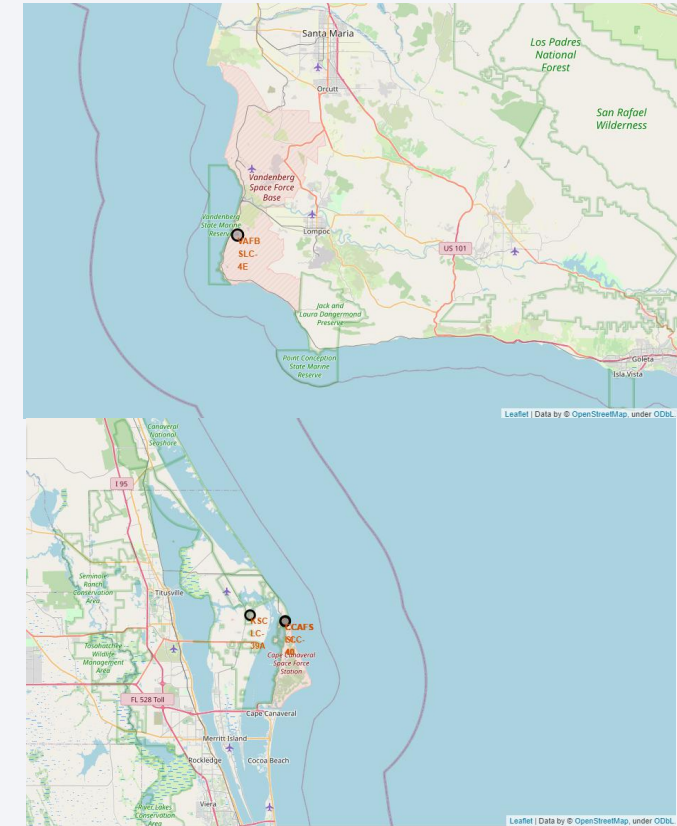 Santa Maria
Orcutt
Los Padres
National
Forest
San Rafael
Wilderness
Vandenberg
Space Force
Base
Vandenberg
State Marine
Reserve
Lompoc
US 101
VAFB
SLC-
4E
Jack and
Laura Dangermond
Preserve
Point Conception
State Marine
Reserve
Goleta
Isla Vista
Leaflet | Data by © OpenStreetMap, under ODbL.
Canaveral
National
Seashore
I 95
Seminole
Ranch
Conservation
Area
Titusville
KSC
LC-
39A
CCAFS
Cape Canaveral
Space Force
Station
Tosohatchee
Wildlife
Management
Area
FL 528 Toll
Cape Canaveral
Merritt Island
Rockledge
Cocoa Beach
Viera
River Lakes
Conservation
Area
Leaflet | Data by © OpenStreetMap, under ODbL.